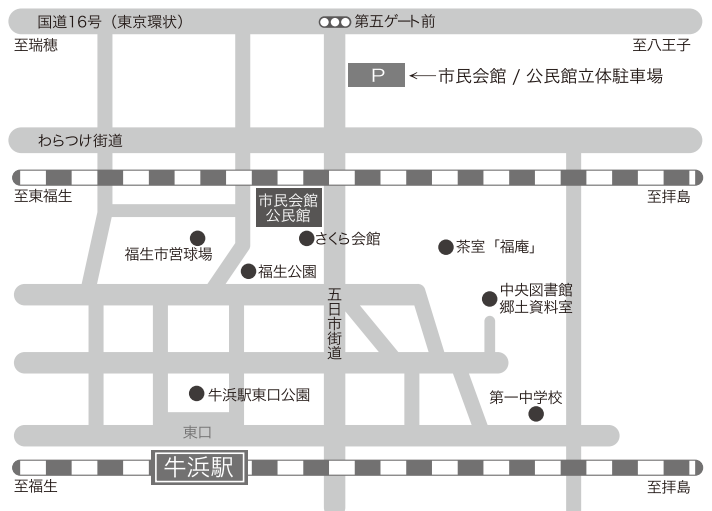 国道16号（東京環状）
第五ゲート前
至瑞穂
至八王子
P
市民会館 / 公民館立体駐車場
わらつけ街道
至東福生
至拝島
市民会館
公民館
さくら会館
福生市営球場
茶室「福庵」
福生公園
中央図書館
郷土資料室
五日市街道
牛浜駅東口公園
第一中学校
東口
牛浜駅
至福生
至拝島